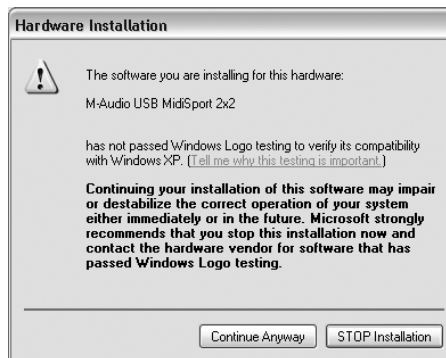 Hardware Installation
The software you are installing for this hardware:
M-Audio USB MidiSport 2x2
has not passed Windows Logo testing to verify its compatibility
with Windows XP. (Tell me why this testing is important.)
Continuing your installation of this software may impair
or destabilize the correct operation of your system
either immediately or in the future. Microsoft strongly
recommends that you stop this installation now and
contact the hardware vendor for software that has
passed Windows Logo testing.
Continue Anyway
STOP Installation